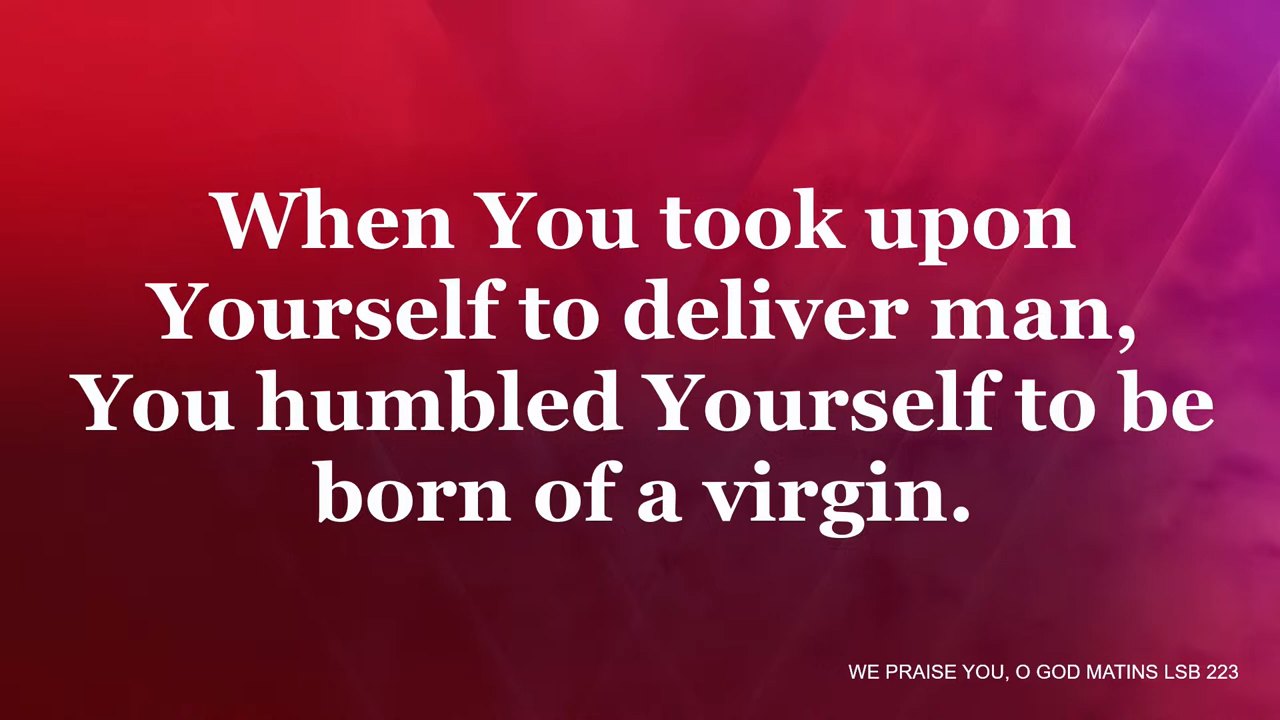 When You took upon
Yourself to deliver man,
You humbled Yourself to be
born of a virgin.
WE PRAISE YOU, O GOD MATINS LSB 223